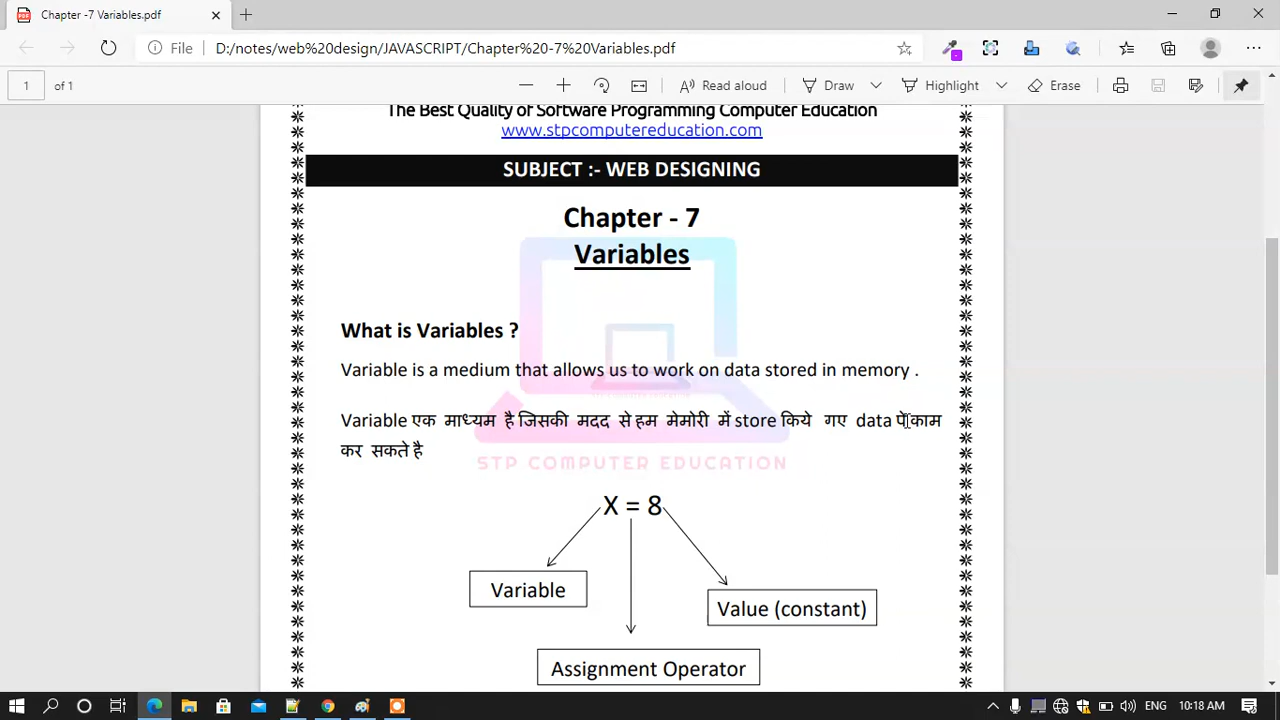 Chapter -7 Variables.pdf
File D:/notes/web%20design/JAVASCRIPT/Chapter%20-7%20Variables.pdf
1 of 1 Read aloud Draw Highlight Erase
The Best Quality of Software Programming Computer Education
www.stpcomputereducation.com
SUBJECT :- WEB DESIGNING
Chapter - 7
Variables
What is Variables ?
Variable is a medium that allows us to work on data stored in memory .
Variable एक माध्यम है जिसकी मदद से हम मेमोरी में store किये गए data पे काम
कर सकते है
STP COMPUTER EDUCATION
X = 8
Variable
Value (constant)
Assignment Operator
ENG 10:18 AM